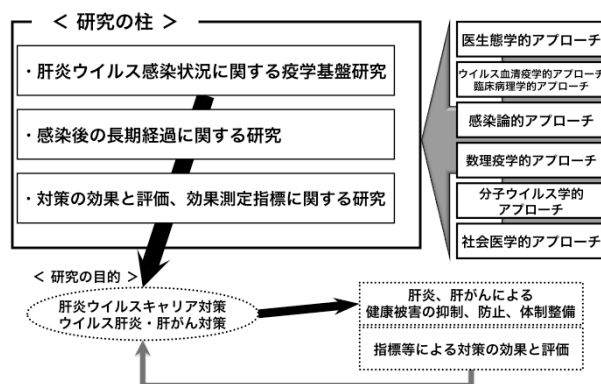 ＜ 研究の柱 ＞
・肝炎ウイルス感染状況に関する疫学基盤研究
・感染後の長期経過に関する研究
・対策の効果と評価、効果測定指標に関する研究
医生態学的アプローチ
ウイルス血清疫学的アプローチ
臨床病理学的アプローチ
感染論的アプローチ
数理疫学的アプローチ
分子ウイルス学的
アプローチ
社会医学的アプローチ
＜ 研究の目的 ＞
肝炎ウイルスキャリア対策
ウイルス肝炎・肝がん対策
肝炎、肝がんによる
健康被害の抑制、防止、体制整備
指標等による対策の効果と評価